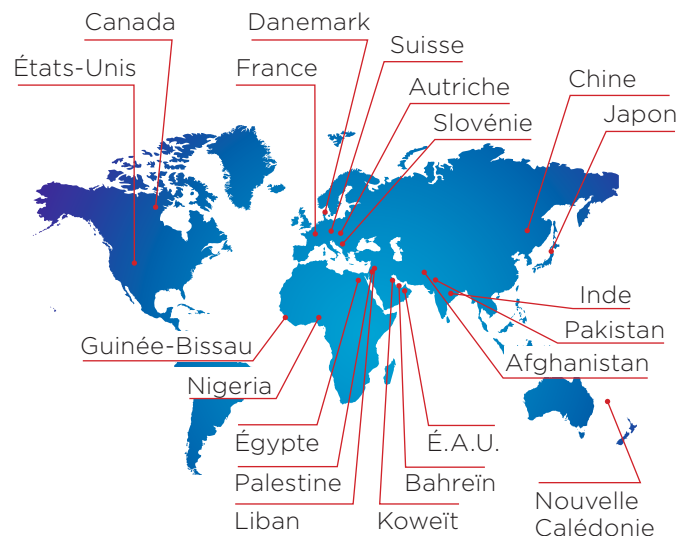 Canada
Danemark
Suisse
États-Unis
France
Autriche
Chine
Slovénie
Japon
Inde
Pakistan
Guinée-Bissau
Afghanistan
Nigeria
Égypte
É.A.U.
Palestine
Bahreïn
Liban
Koweït
Nouvelle
Calédonie